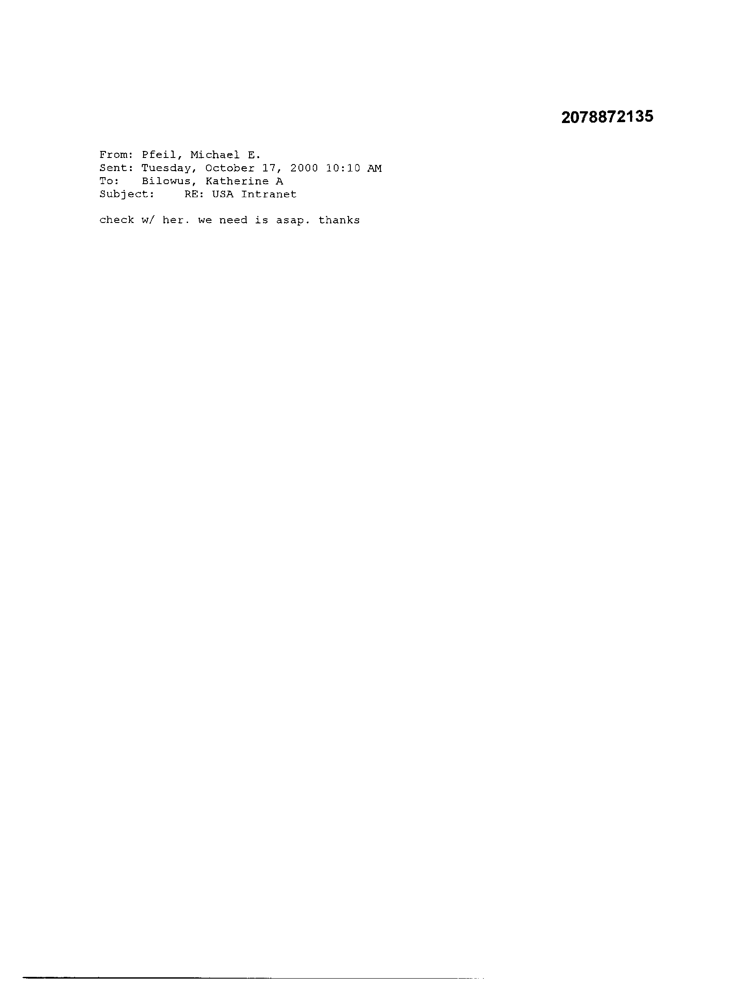 2078872135
From: Pfeil, Michael E.
Sent: Tuesday, October 17, 2000 10:10 AM
To: Bilowus, Katherine A
Subject: RE: USA Intranet
check w/ her. we need is asap. thanks